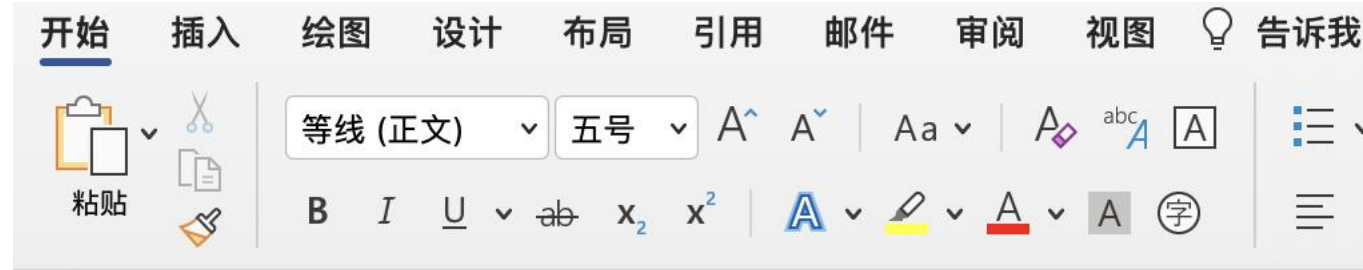 开始 插入 绘图 设计 布局 引用 邮件 审阅 视图 告诉我
等线 (正文) 五号 A A Aa A abcA A
粘贴
B I U ab x₂ x² A A A 字